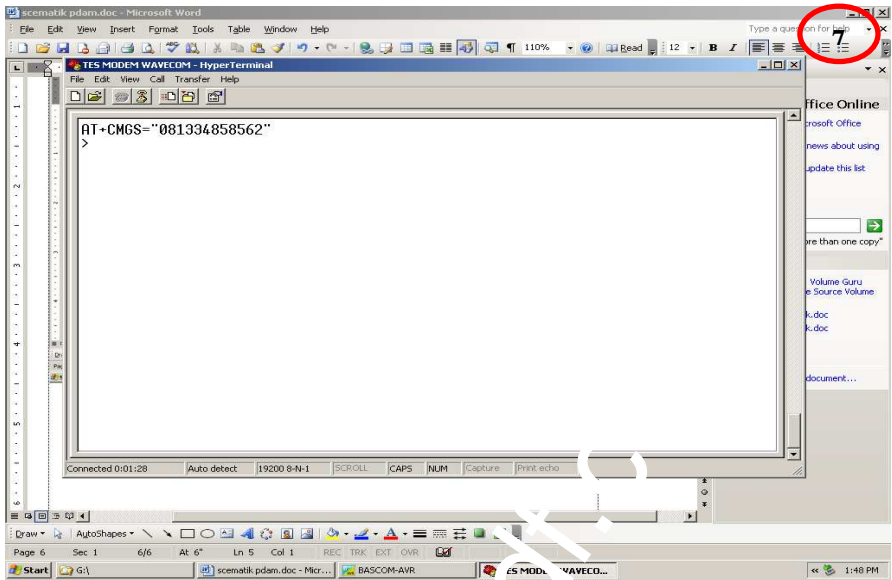 scematik pdam.doc - Microsoft Word
File Edit View Insert Format Tools Table Window Help
Type a question for help
7
110% Read 12 B I
TES MODEM WAVECOM - HyperTerminal
File Edit View Call Transfer Help
AT+CMGS="081334858562"
>
ffice Online
crosoft Office
news about using
update this list
ore than one copy"
Volume Guru
e Source Volume
k.doc
k.doc
document...
Connected 0:01:28 Auto detect 19200 8-N-1 SCROLL CAPS NUM Capture Print echo
Draw AutoShapes
Page 6 Sec 1 6/6 At 6" Ln 5 Col 1 REC TRK EXT OVR
Start G:\ scematik pdam.doc - Micr... BASCOM-AVR TES MODEM WAVECO... 1:48 PM